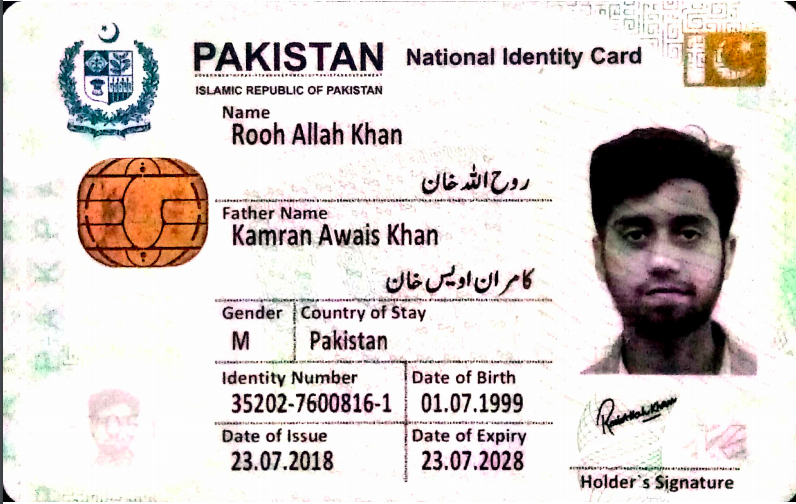 PAKISTAN National Identity Card
ISLAMIC REPUBLIC OF PAKISTAN
Name
Rooh Allah Khan
روح اللہ خان
Father Name
Kamran Awais Khan
کامران اویس خان
Gender Country of Stay
M Pakistan
Identity Number Date of Birth
35202-7600816-1 01.07.1999
Date of Issue Date of Expiry
23.07.2018 23.07.2028
Holder`s Signature